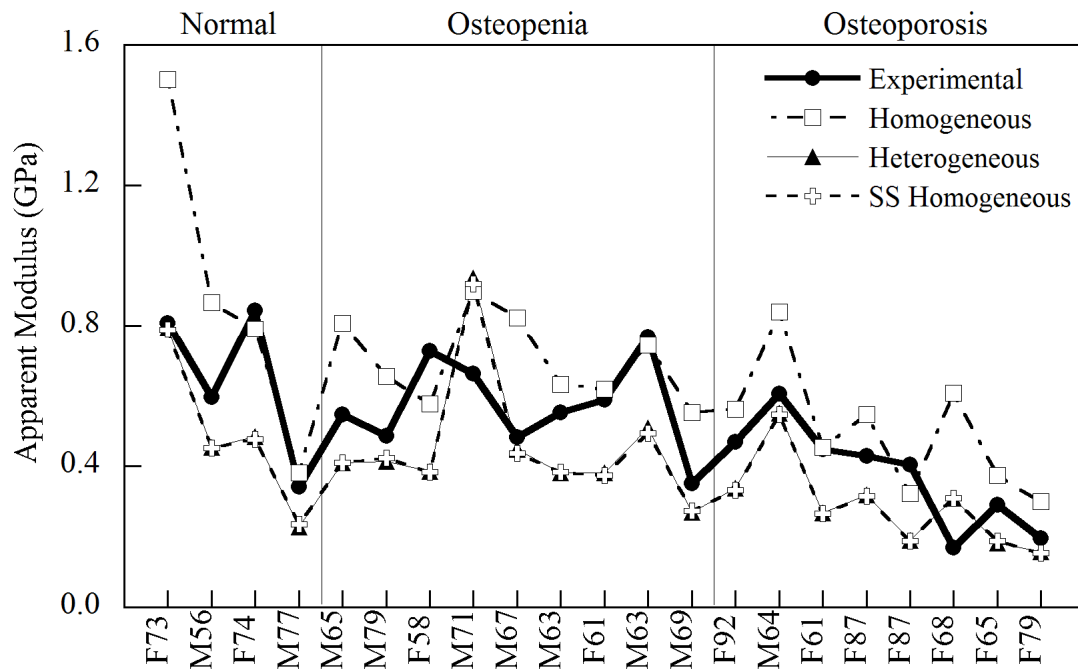 Normal Osteopenia Osteoporosis
1.6
1.2
0.8
0.4
0.0
Apparent Modulus (GPa)
Experimental
Homogeneous
Heterogeneous
SS Homogeneous
F73
M56
F74
M77
M65
M79
F58
M71
M67
M63
F61
M63
M69
F92
M64
F61
F87
F87
F68
F65
F79